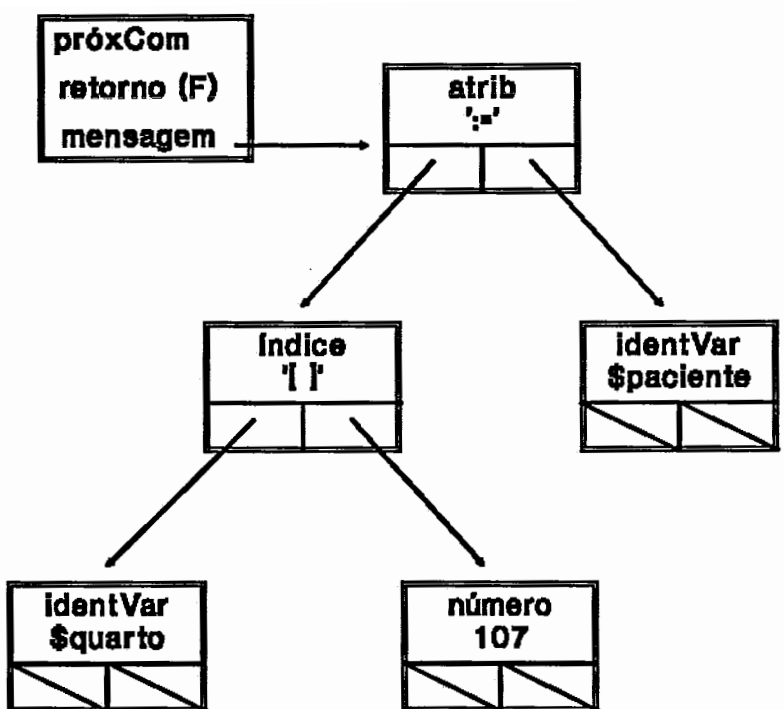 próxCom
retorno (F)
mensagem
atrib
':='
índice
'[ ]'
identVar
$paciente
identVar
$quarto
número
107